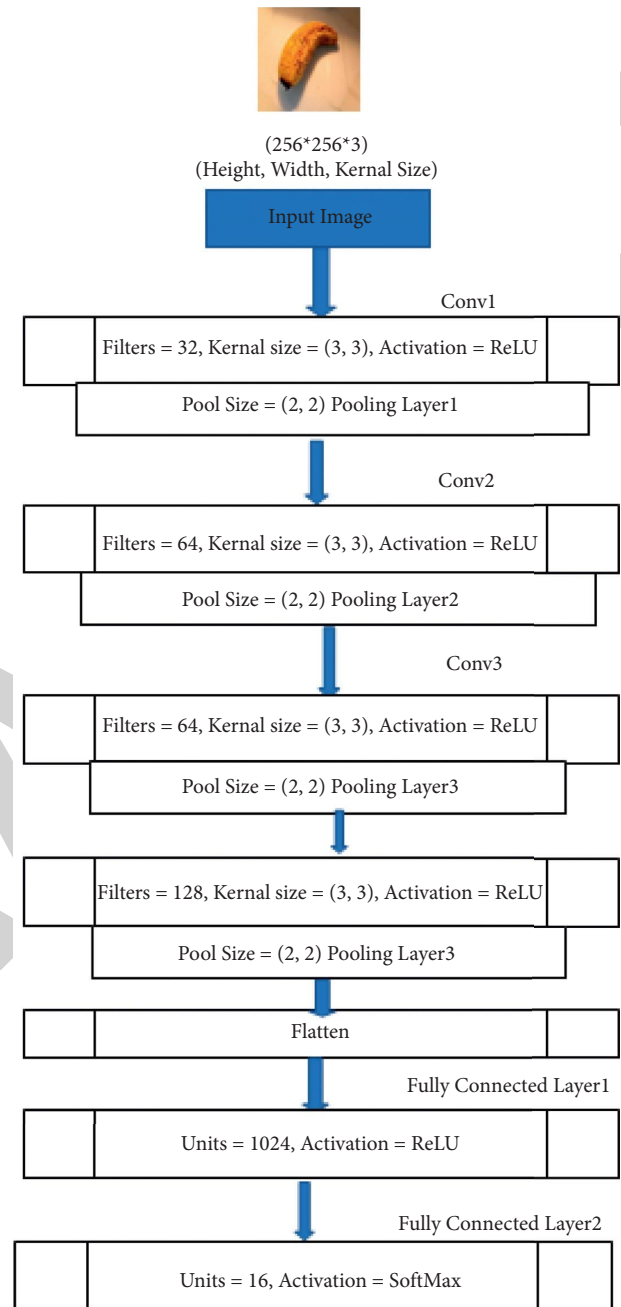 (256*256*3)
(Height, Width, Kernal Size)
Input Image
Conv1
Filters = 32, Kernal size = (3, 3), Activation = ReLU
Pool Size = (2, 2) Pooling Layer1
Conv2
Filters = 64, Kernal size = (3, 3), Activation = ReLU
Pool Size = (2, 2) Pooling Layer2
Conv3
Filters = 64, Kernal size = (3, 3), Activation = ReLU
Pool Size = (2, 2) Pooling Layer3
Filters = 128, Kernal size = (3, 3), Activation = ReLU
Pool Size = (2, 2) Pooling Layer3
Flatten
Fully Connected Layer1
Units = 1024, Activation = ReLU
Fully Connected Layer2
Units = 16, Activation = SoftMax